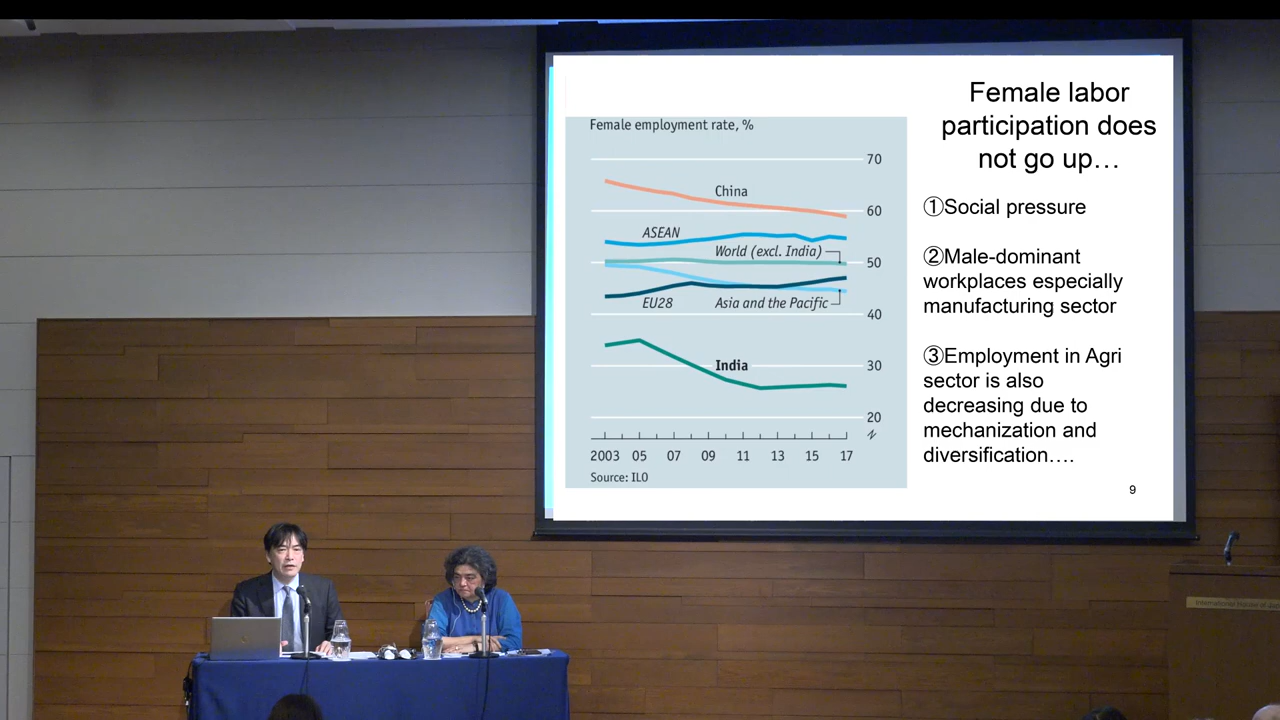 Female labor
participation does
not go up…
Female employment rate, %
70
China
60
ASEAN
World (excl. India)
50
EU28
Asia and the Pacific
40
India
30
20
2003 05 07 09 11 13 15 17
Source: ILO
①Social pressure
②Male-dominant
workplaces especially
manufacturing sector
③Employment in Agri
sector is also
decreasing due to
mechanization and
diversification….
9
International House of